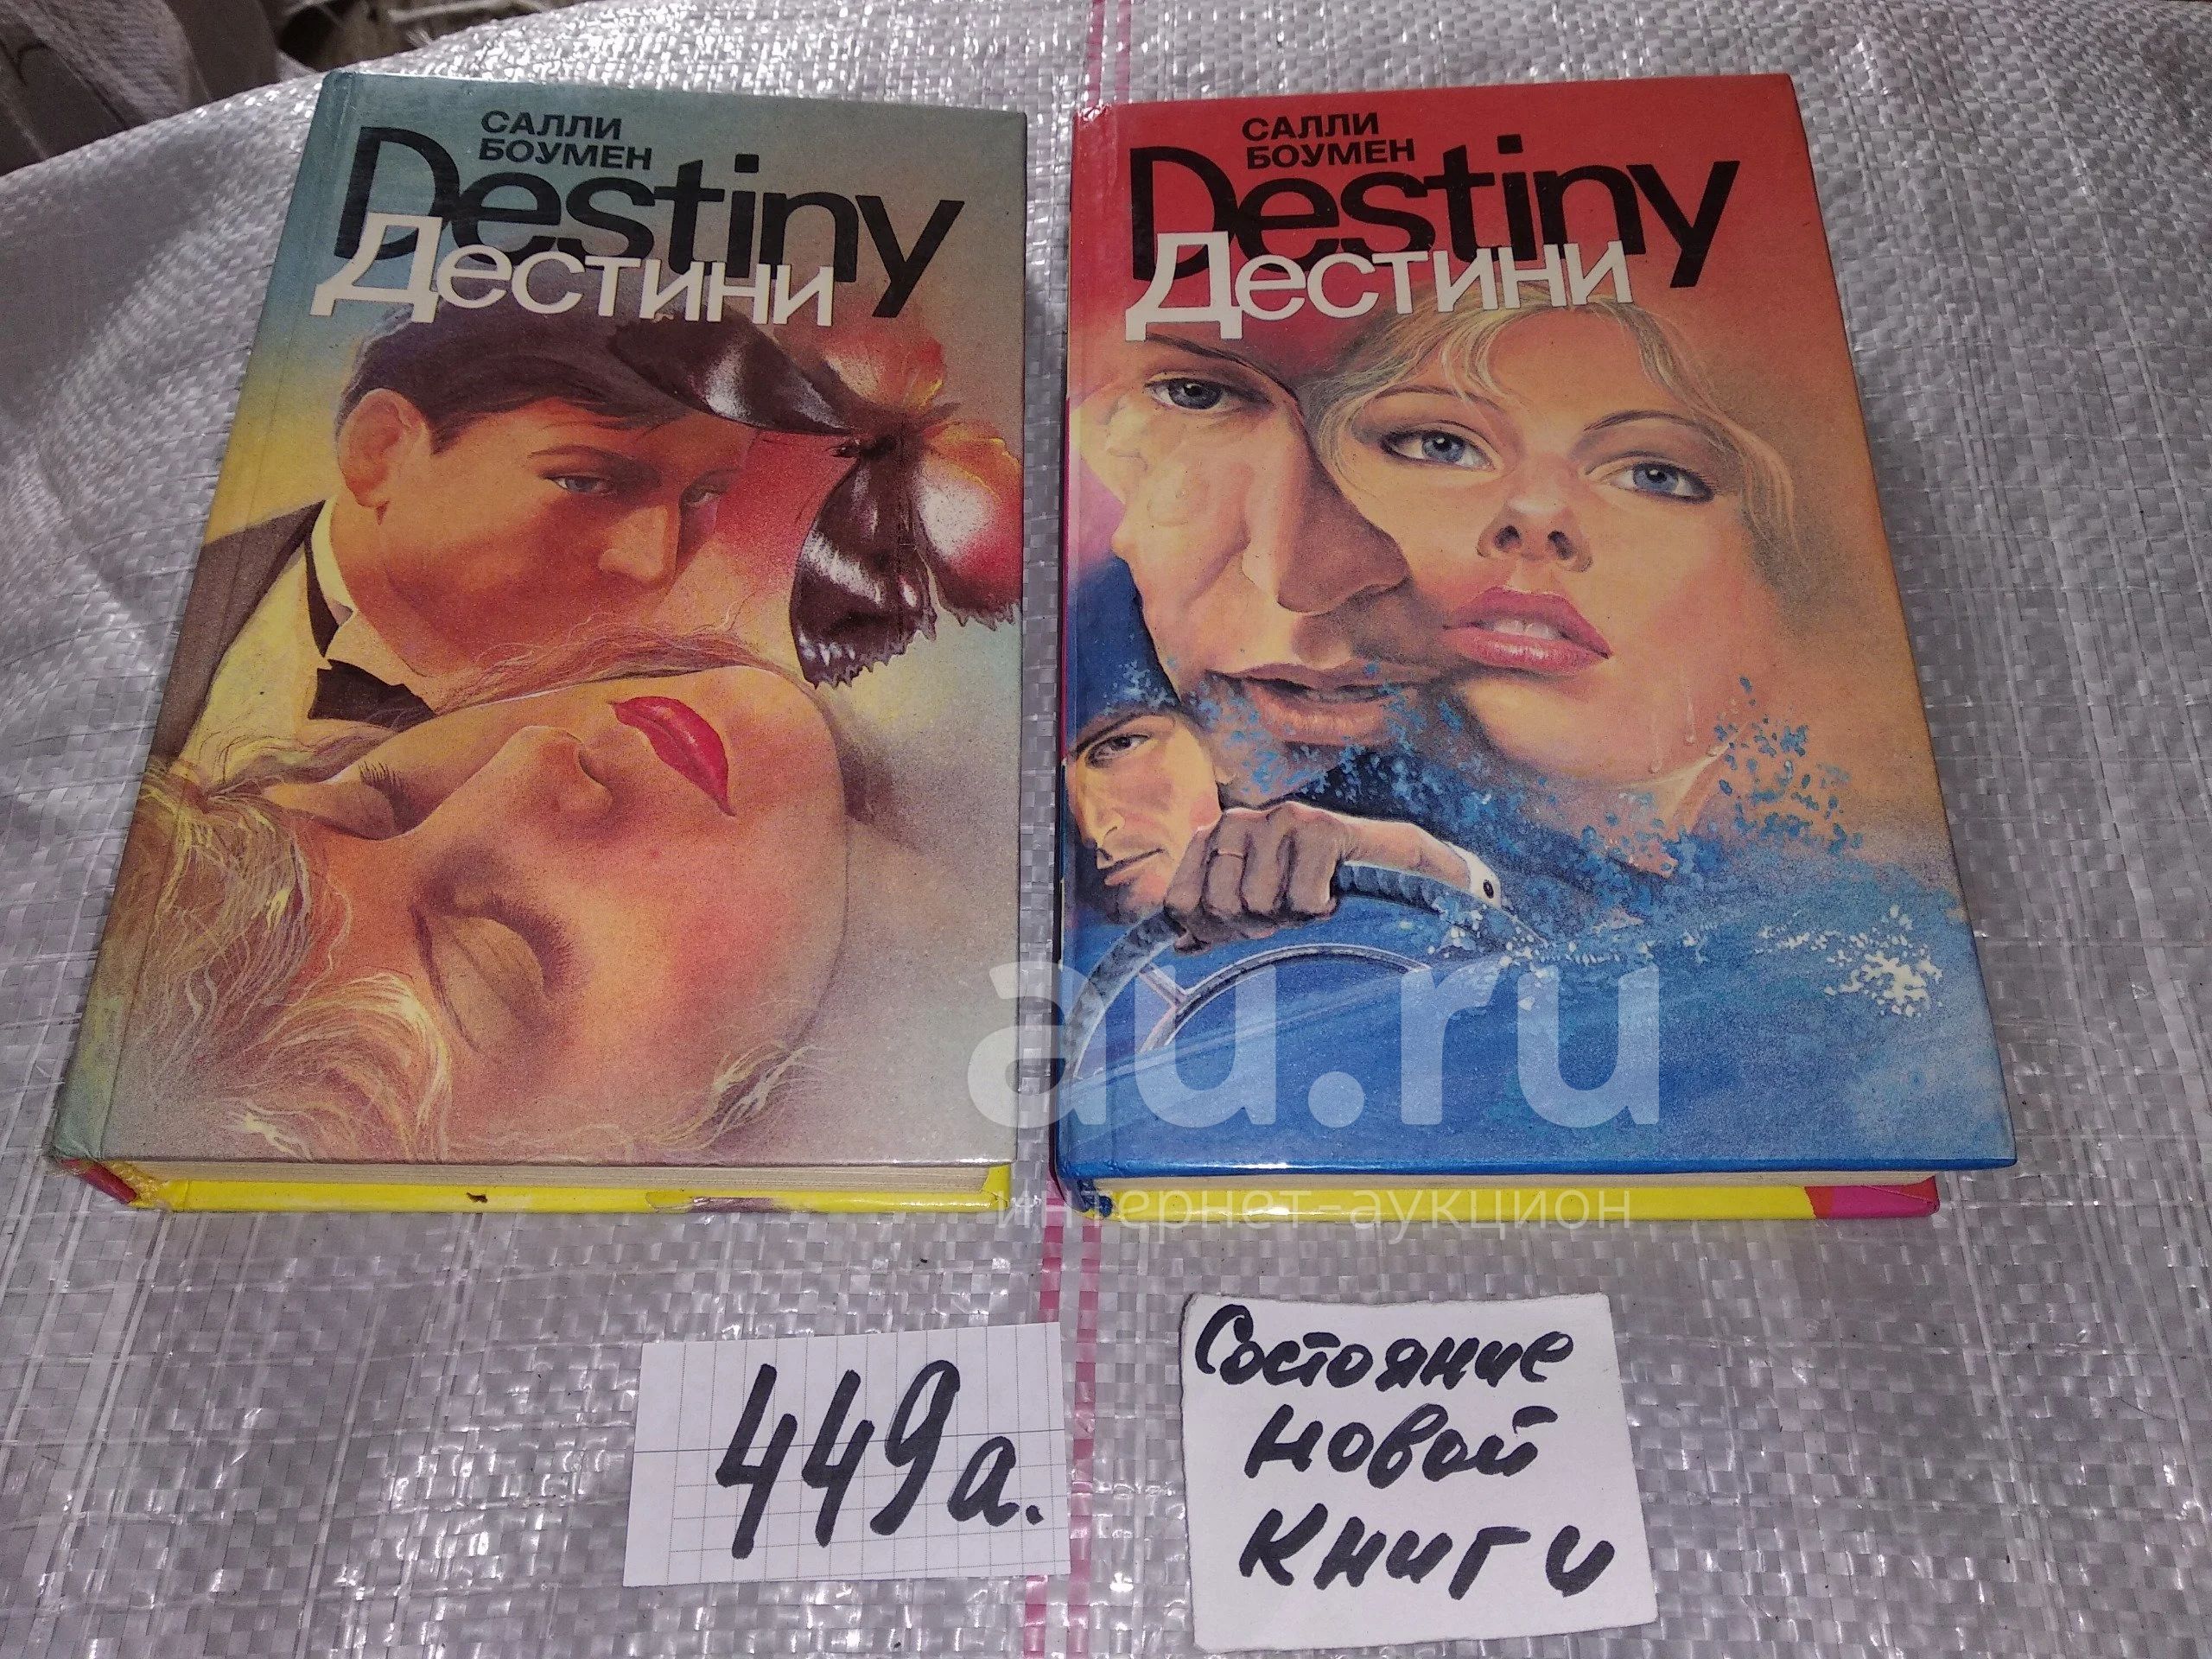 САЛЛИ
БОУМЕН
Destiny
Дестини
САЛЛИ
БОУМЕН
Destiny
Дестини
au.ru
интернет-аукцион
449а.
Состояние
новой
книги